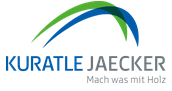 KURATLE JAECKER
Mach was mit Holz